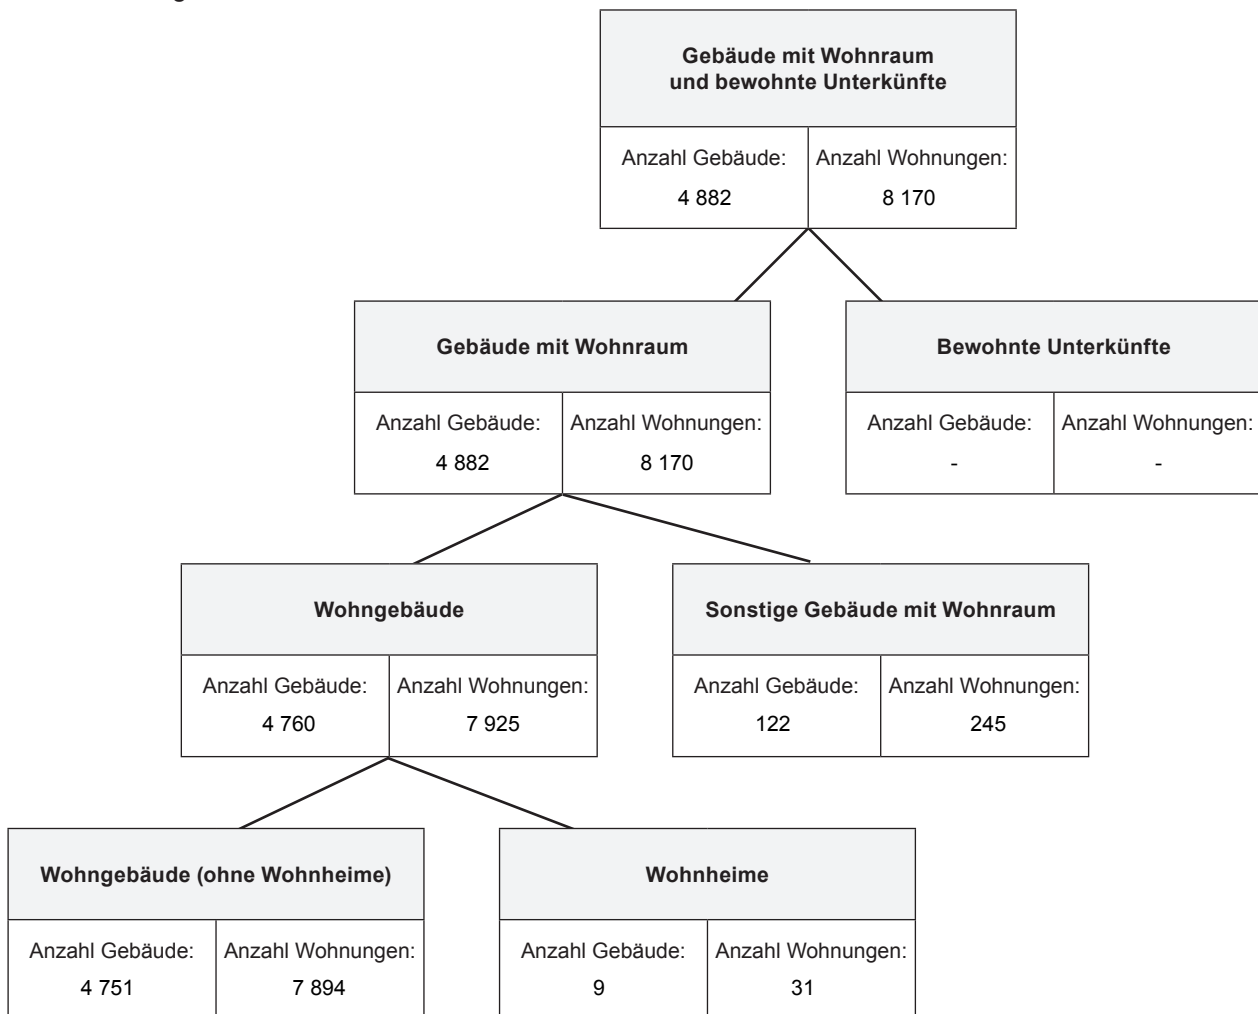 Gebäude mit Wohnraum
und bewohnte Unterkünfte
Anzahl Gebäude: Anzahl Wohnungen:
4 882 8 170
Gebäude mit Wohnraum
Bewohnte Unterkünfte
Anzahl Gebäude: Anzahl Wohnungen:
4 882 8 170
Anzahl Gebäude: Anzahl Wohnungen:
- -
Wohngebäude
Sonstige Gebäude mit Wohnraum
Anzahl Gebäude: Anzahl Wohnungen:
4 760 7 925
Anzahl Gebäude: Anzahl Wohnungen:
122 245
Wohngebäude (ohne Wohnheime)
Wohnheime
Anzahl Gebäude: Anzahl Wohnungen:
4 751 7 894
Anzahl Gebäude: Anzahl Wohnungen:
9 31